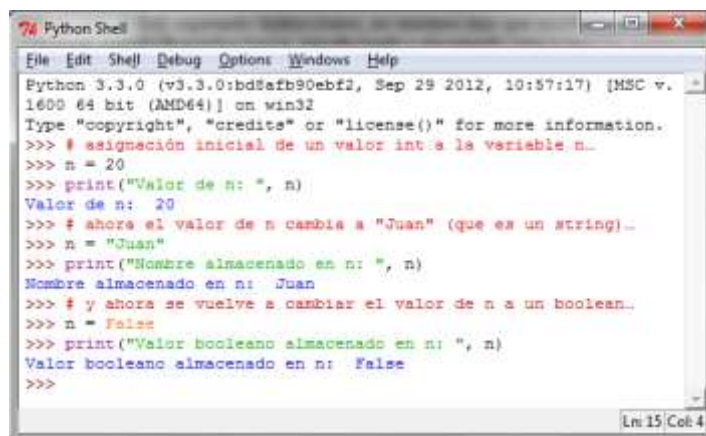 Python Shell
File Edit Shell Debug Options Windows Help
Python 3.3.0 (v3.3.0:bd8afb90ebf2, Sep 29 2012, 10:57:17) [MSC v.
1600 64 bit (AMD64)] on win32
Type "copyright", "credits" or "license()" for more information.
>>> # asignación inicial de un valor int a la variable n…
>>> n = 20
>>> print("Valor de n: ", n)
Valor de n:  20
>>> # ahora el valor de n cambia a "Juan" (que es un string)…
>>> n = "Juan"
>>> print("Nombre almacenado en n: ", n)
Nombre almacenado en n:  Juan
>>> # y ahora se vuelve a cambiar el valor de n a un boolean…
>>> n = False
>>> print("Valor booleano almacenado en n: ", n)
Valor booleano almacenado en n:  False
>>>
Ln: 15 Col: 4